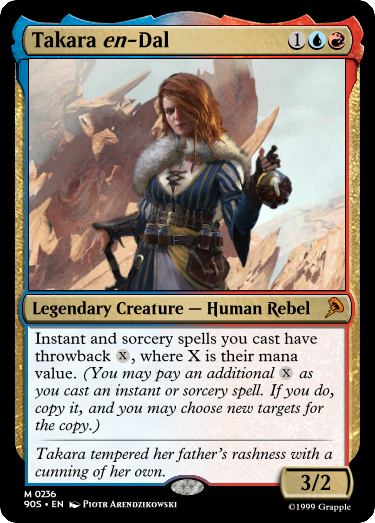 Takara en-Dal 1
Legendary Creature — Human Rebel
Instant and sorcery spells you cast have
throwback X, where X is their mana
value. (You may pay an additional X as
you cast an instant or sorcery spell. If you do,
copy it, and you may choose new targets for
the copy.)
Takara tempered her father's rashness with a
cunning of her own.
3/2
M 0236
90S • EN Piotr Arendzikowski
©1999 Grapple